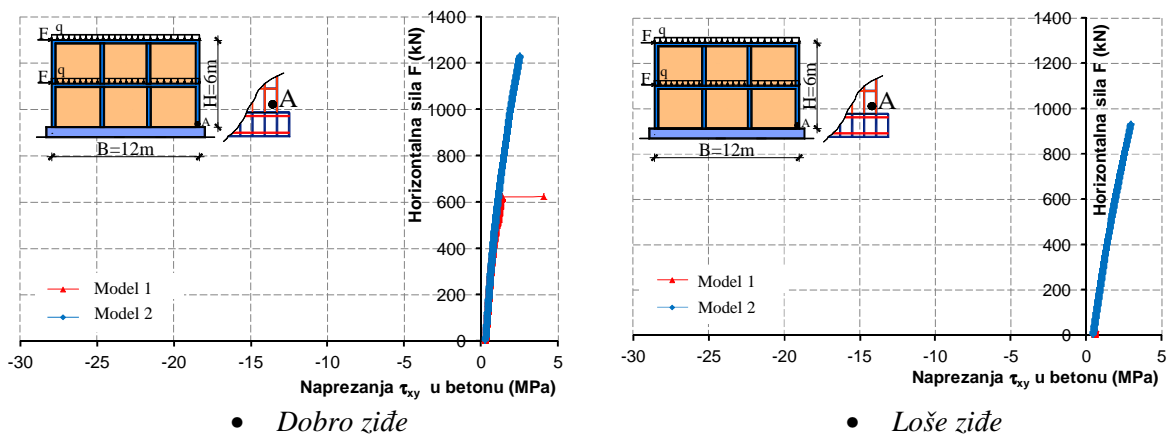 1400
1200
1000
800
600
400
200
0
Horizontalna sila F (kN)
F
q
F
q
H=6m
A
B=12m
A
Model 1
Model 2
-30 -25 -20 -15 -10 -5 0 5
Naprezanja τxy u betonu (MPa)
• Dobro ziđe
1400
1200
1000
800
600
400
200
0
Horizontalna sila F (kN)
F
q
F
q
H=6m
A
B=12m
A
Model 1
Model 2
-30 -25 -20 -15 -10 -5 0 5
Naprezanja τxy u betonu (MPa)
• Loše ziđe